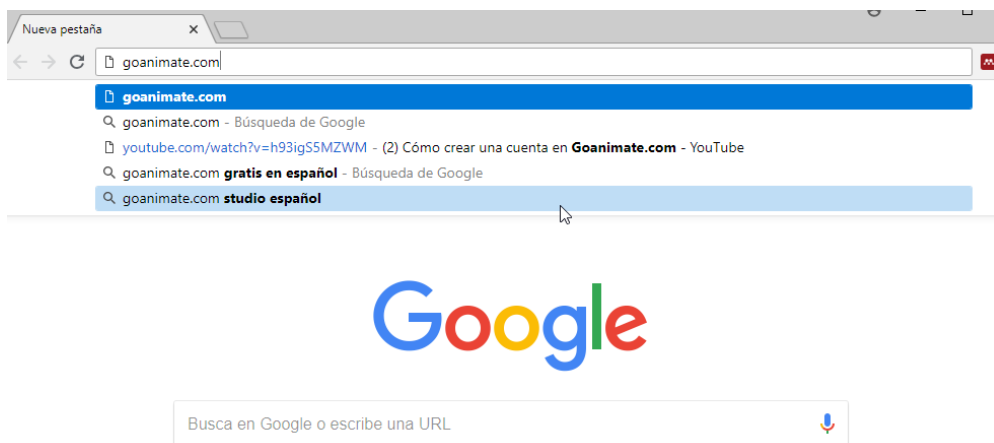 Nueva pestaña
goanimate.com
goanimate.com
goanimate.com - Búsqueda de Google
youtube.com/watch?v=h93igS5MZWM - (2) Cómo crear una cuenta en Goanimate.com - YouTube
goanimate.com gratis en español - Búsqueda de Google
goanimate.com studio español
Google
Busca en Google o escribe una URL